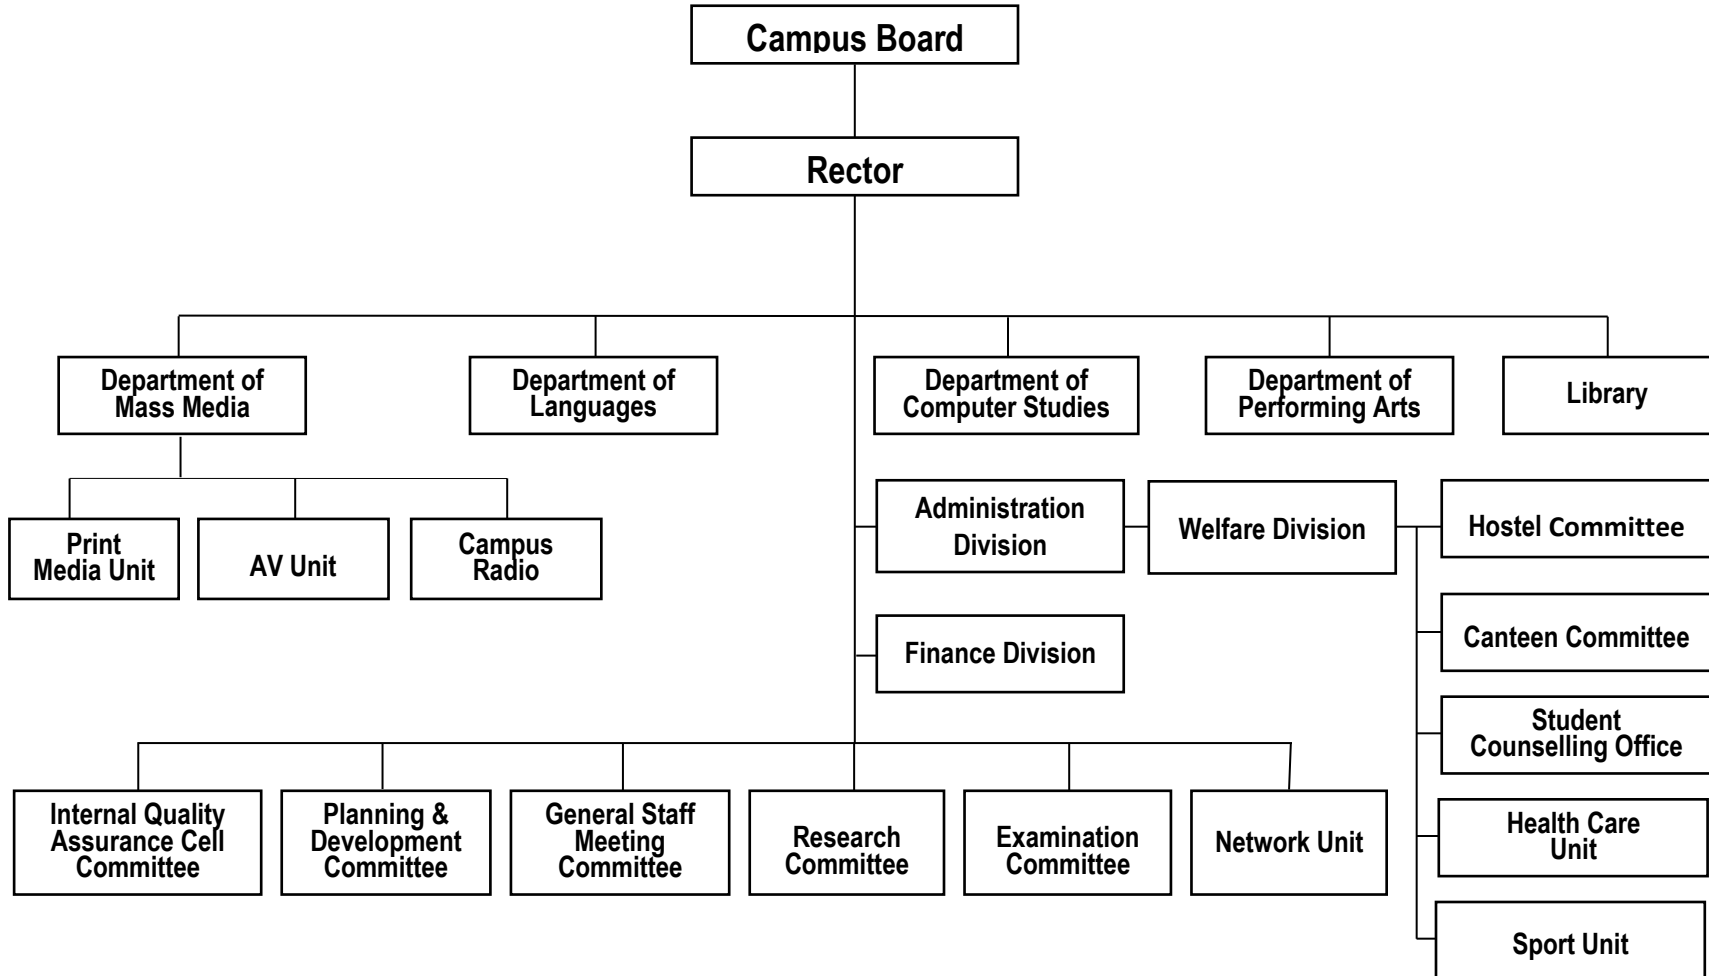 Campus Board
Rector
Department of
Mass Media
Department of
Languages
Department of
Computer Studies
Department of
Performing Arts
Library
Print
Media Unit
AV Unit
Campus
Radio
Administration
Division
Welfare Division
Hostel Committee
Finance Division
Canteen Committee
Student
Counselling Office
Health Care
Unit
Sport Unit
Internal Quality
Assurance Cell
Committee
Planning &
Development
Committee
General Staff
Meeting
Committee
Research
Committee
Examination
Committee
Network Unit